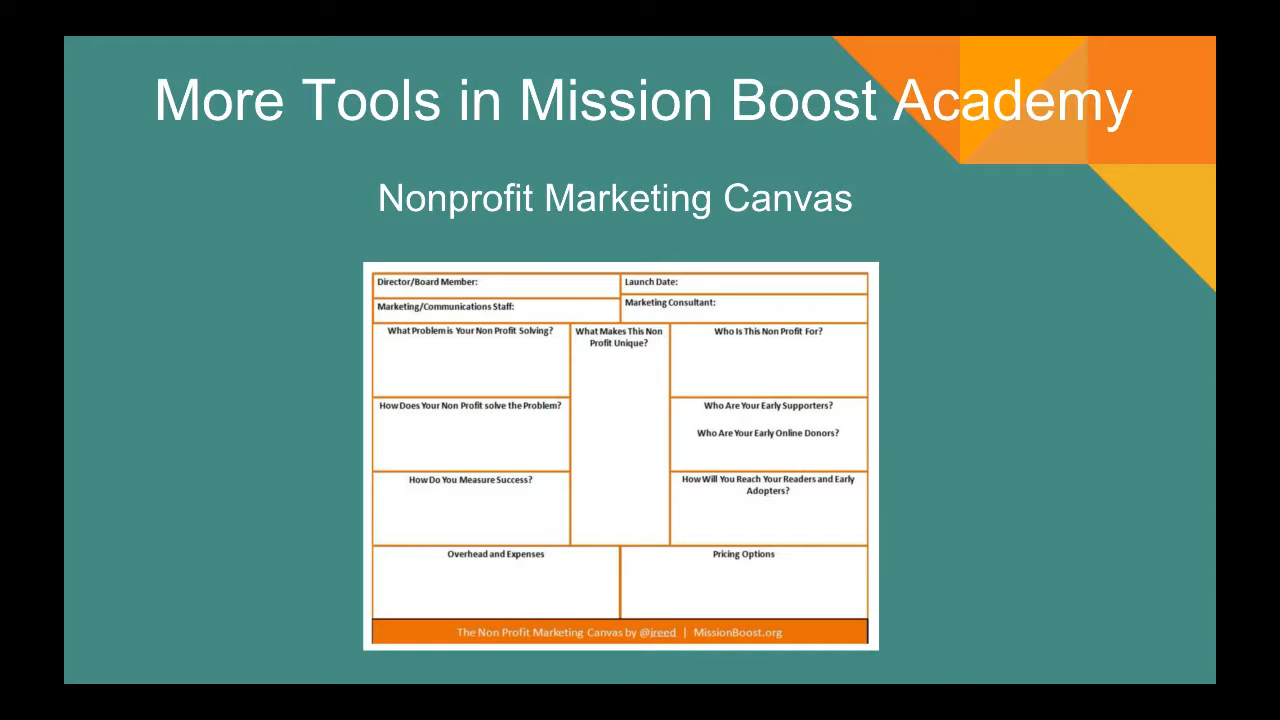 More Tools in Mission Boost Academy
Nonprofit Marketing Canvas
Director/Board Member:
Launch Date:
Marketing/Communications Staff:
Marketing Consultant:
What Problem is Your Non Profit Solving?
What Makes This Non
Profit Unique?
Who Is This Non Profit For?
How Does Your Non Profit solve the Problem?
Who Are Your Early Supporters?
Who Are Your Early Online Donors?
How Do You Measure Success?
How Will You Reach Your Readers and Early
Adopters?
Overhead and Expenses
Pricing Options
The Non Profit Marketing Canvas by @jreed | MissionBoost.org